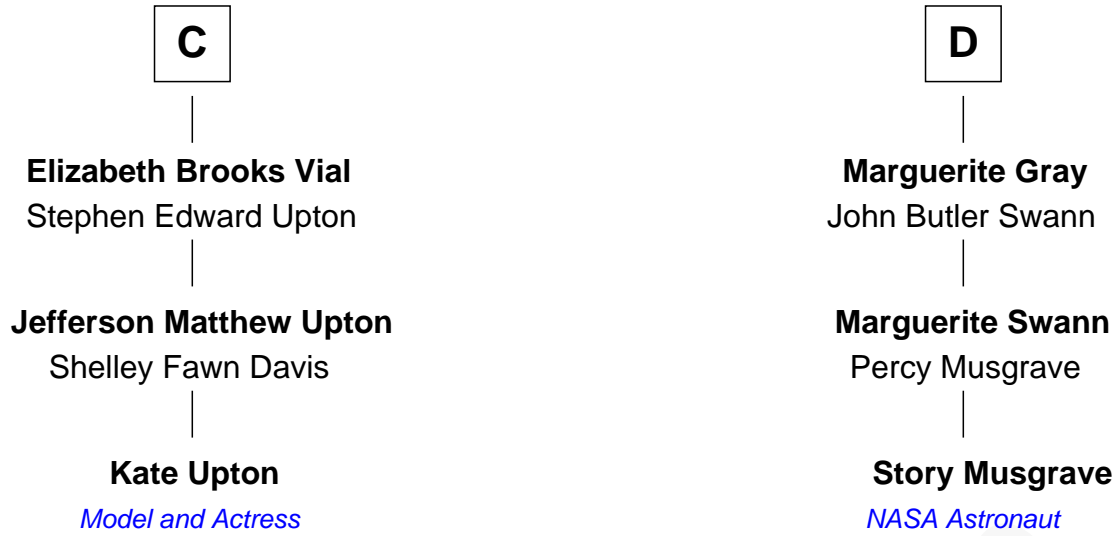 C
Elizabeth Brooks Vial
Stephen Edward Upton
Jefferson Matthew Upton
Shelley Fawn Davis
Kate Upton
Model and Actress
D
Marguerite Gray
John Butler Swann
Marguerite Swann
Percy Musgrave
Story Musgrave
NASA Astronaut